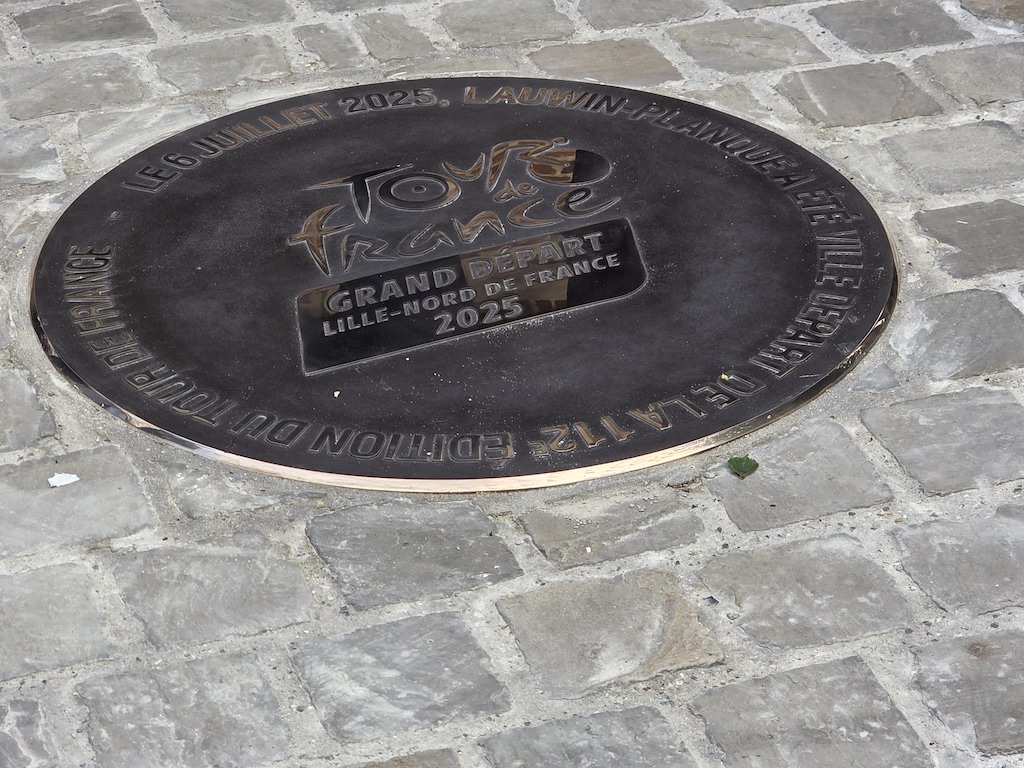 LE 6 JUILLET 2025, LAUWIN-PLANQUE A ÉTÉ VILLE DÉPART DE LA 112E ÉDITION DU TOUR DE FRANCE
TOUR
de
FRANCE
GRAND DÉPART
LILLE-NORD DE FRANCE
2025